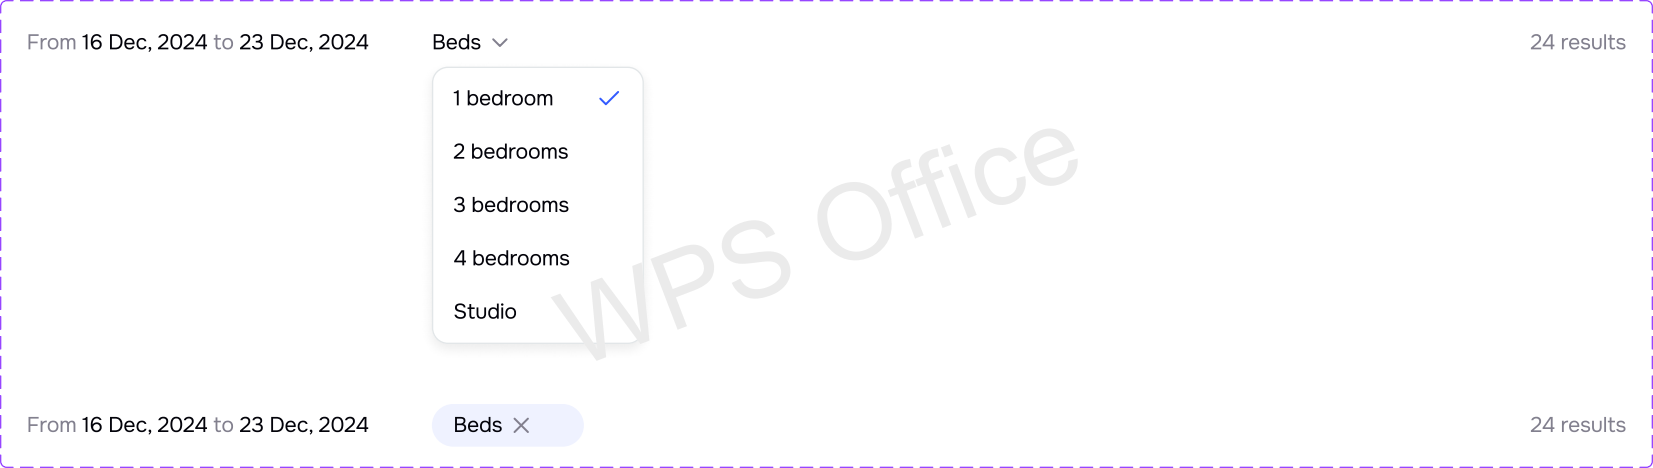 From 16 Dec, 2024 to 23 Dec, 2024 Beds 24 results
1 bedroom
2 bedrooms
3 bedrooms
4 bedrooms
Studio
WPS Office
From 16 Dec, 2024 to 23 Dec, 2024 Beds 24 results